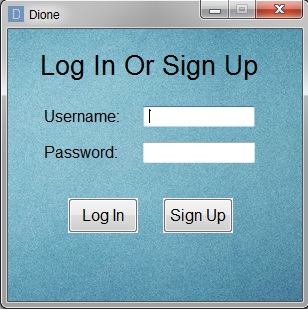 D Dione
Log In Or Sign Up
Username:
Password:
Log In Sign Up